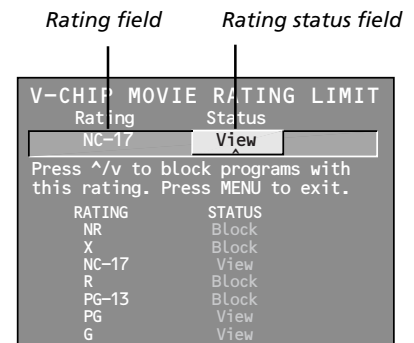 Rating field Rating status field
V-CHIP MOVIE RATING LIMIT
Rating Status
NC-17 View
^
Press ^/v to block programs with
this rating. Press MENU to exit.
RATING STATUS
NR Block
X Block
NC-17 View
R Block
PG-13 Block
PG View
G View